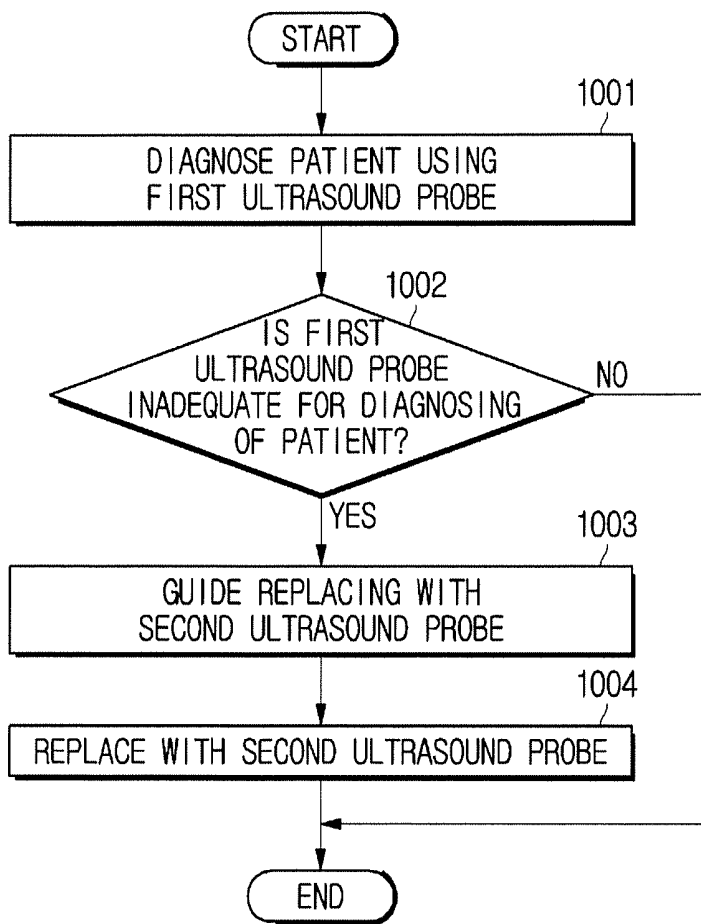 START
1001
DIAGNOSE PATIENT USING
FIRST ULTRASOUND PROBE
1002
IS FIRST
ULTRASOUND PROBE
INADEQUATE FOR DIAGNOSING
OF PATIENT?
NO
YES
1003
GUIDE REPLACING WITH
SECOND ULTRASOUND PROBE
1004
REPLACE WITH SECOND ULTRASOUND PROBE
END